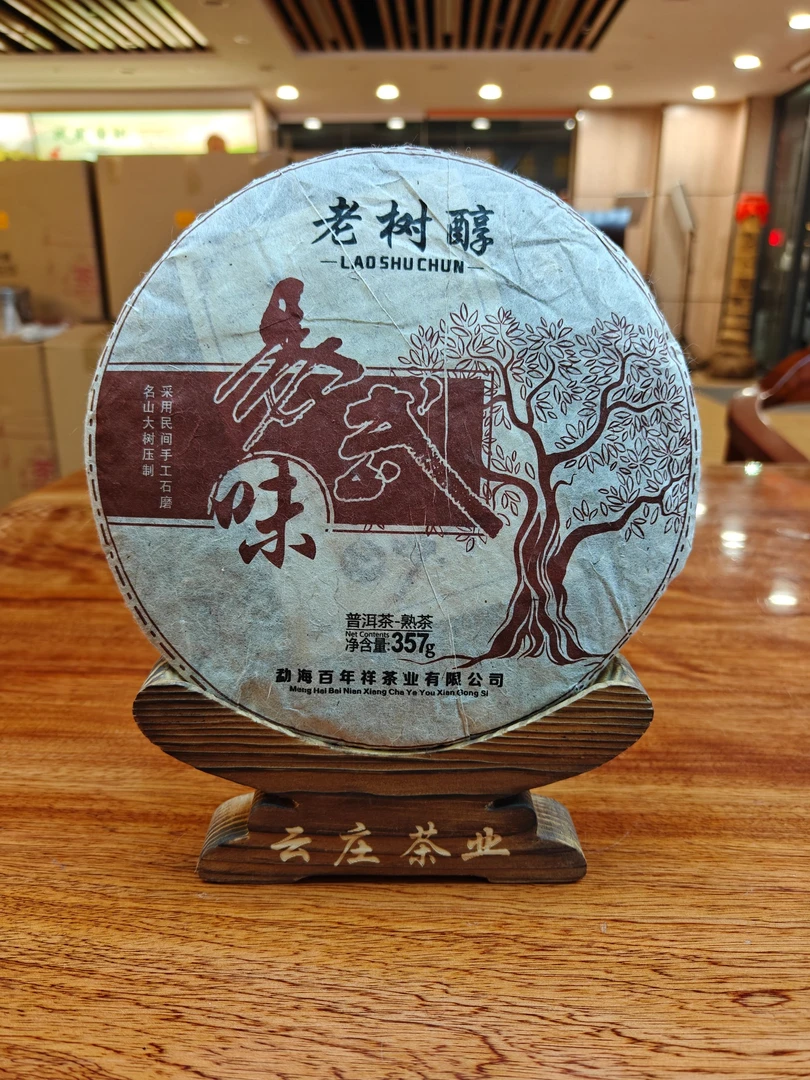 老树醇
LAO SHU CHUN
易武
味
采用民间手工石磨
名山大树压制
普洱茶-熟茶
Net Contents
净含量:357g
勐海百年祥茶业有限公司
Meng Hai Bai Nian Xiang Cha Ye You Xian Gong Si
云庄茶业